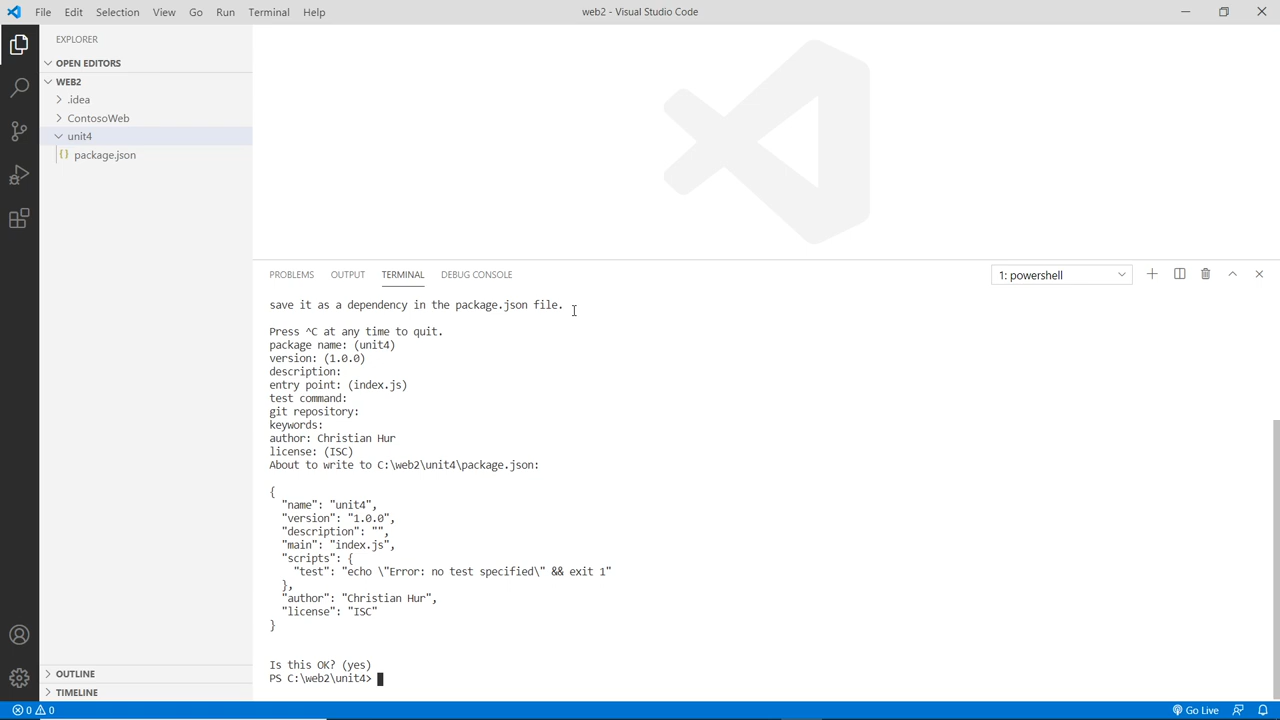 File Edit Selection View Go Run Terminal Help
web2 - Visual Studio Code
EXPLORER
OPEN EDITORS
WEB2
.idea
ContosoWeb
unit4
{} package.json
OUTLINE
TIMELINE
PROBLEMS OUTPUT TERMINAL DEBUG CONSOLE
1: powershell
save it as a dependency in the package.json file.
Press ^C at any time to quit.
package name: (unit4)
version: (1.0.0)
description:
entry point: (index.js)
test command:
git repository:
keywords:
author: Christian Hur
license: (ISC)
About to write to C:\web2\unit4\package.json:
{
  "name": "unit4",
  "version": "1.0.0",
  "description": "",
  "main": "index.js",
  "scripts": {
    "test": "echo \"Error: no test specified\" && exit 1"
  },
  "author": "Christian Hur",
  "license": "ISC"
}
Is this OK? (yes)
PS C:\web2\unit4>
0 0
Go Live